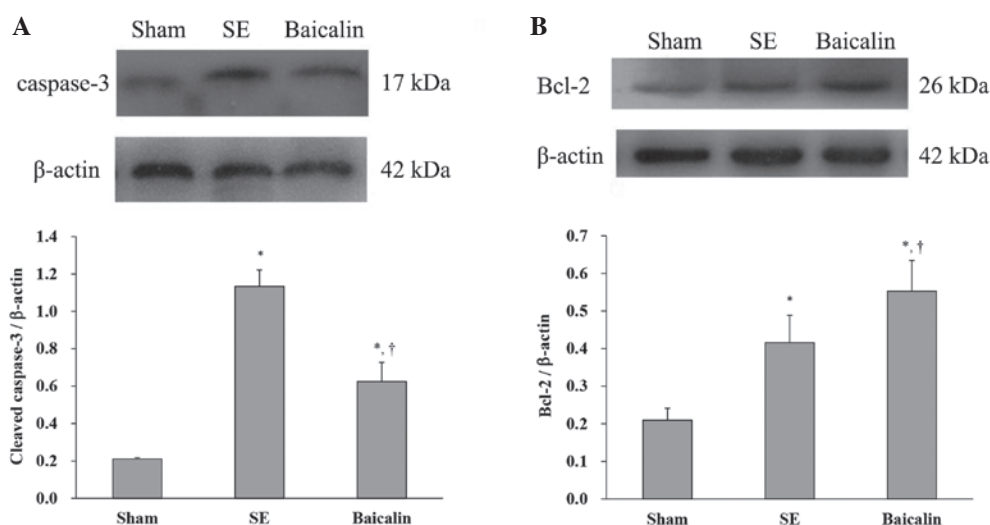 A
Sham SE Baicalin
caspase-3 17 kDa
β-actin 42 kDa
Cleaved caspase-3 / β-actin
1.4
1.2
1.0
0.8
0.6
0.4
0.2
0.0
*
*, †
Sham SE Baicalin
B
Sham SE Baicalin
Bcl-2 26 kDa
β-actin 42 kDa
Bcl-2 / β-actin
0.7
0.6
0.5
0.4
0.3
0.2
0.1
0.0
*
*, †
Sham SE Baicalin